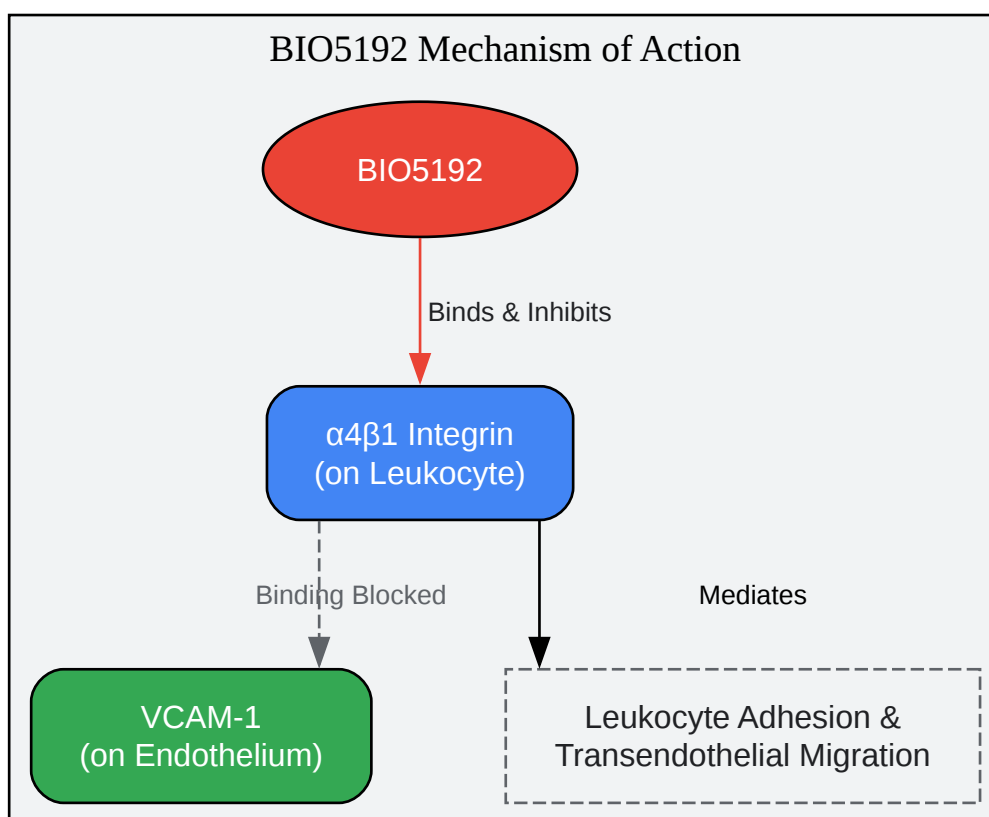 BIO5192 Mechanism of Action
BIO5192
Binds & Inhibits
α4β1 Integrin
(on Leukocyte)
Binding Blocked
Mediates
VCAM-1
(on Endothelium)
Leukocyte Adhesion &
Transendothelial Migration